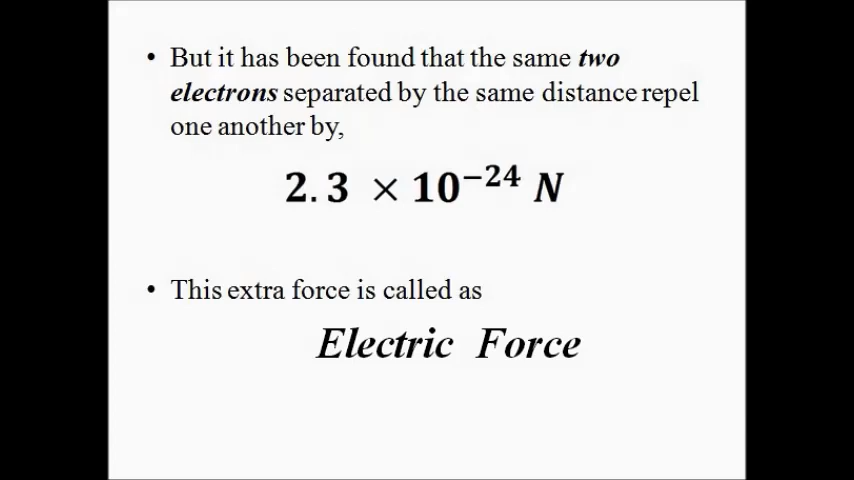 • But it has been found that the same two
electrons separated by the same distance repel
one another by,
2.3 × 10⁻²⁴ N
• This extra force is called as
Electric Force